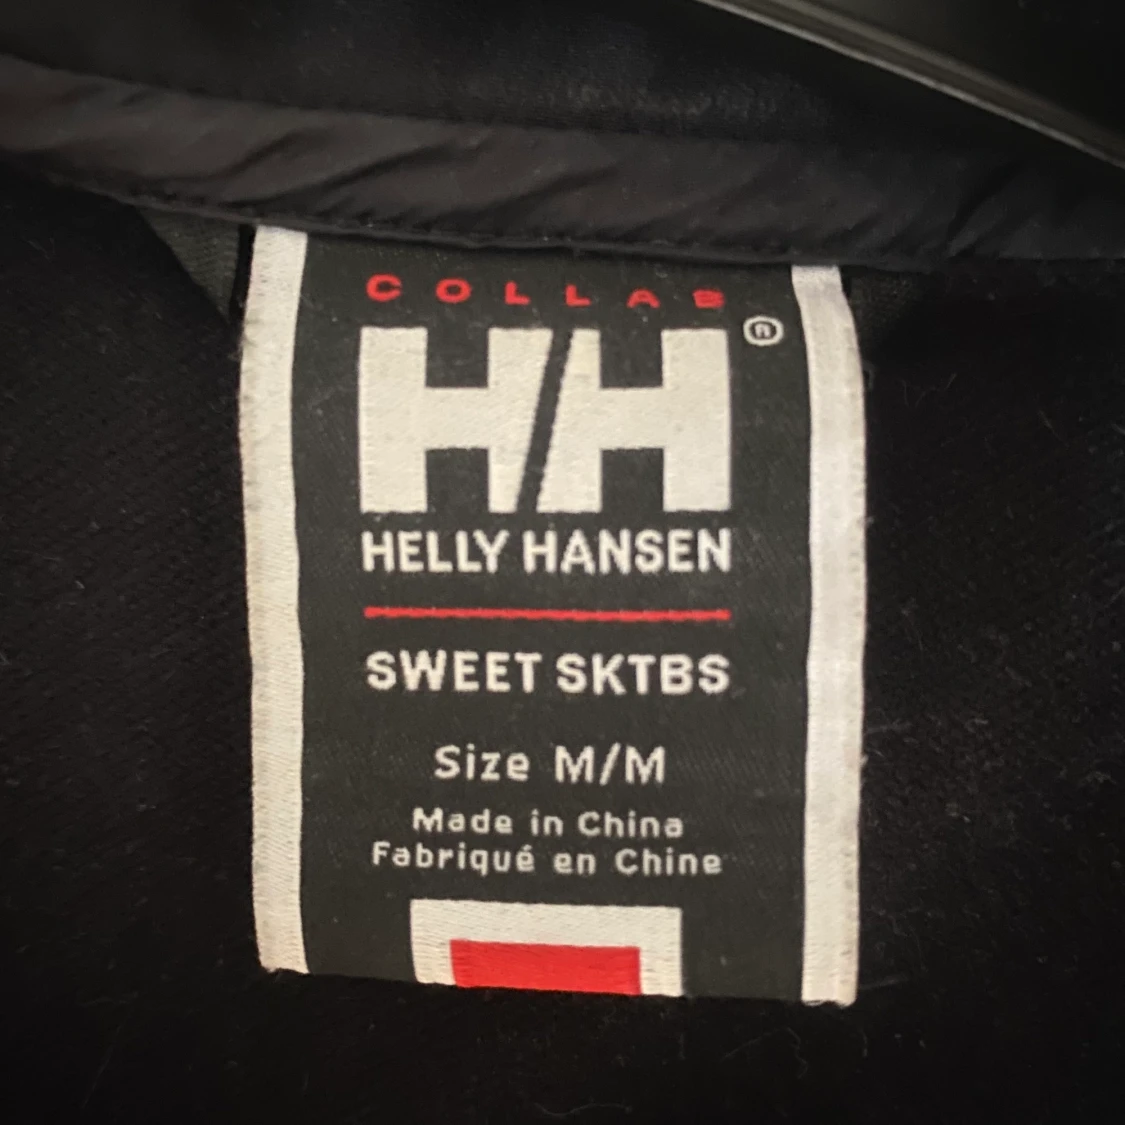 COLLAB
H/H ®
HELLY HANSEN
SWEET SKTBS
Size M/M
Made in China
Fabriqué en Chine